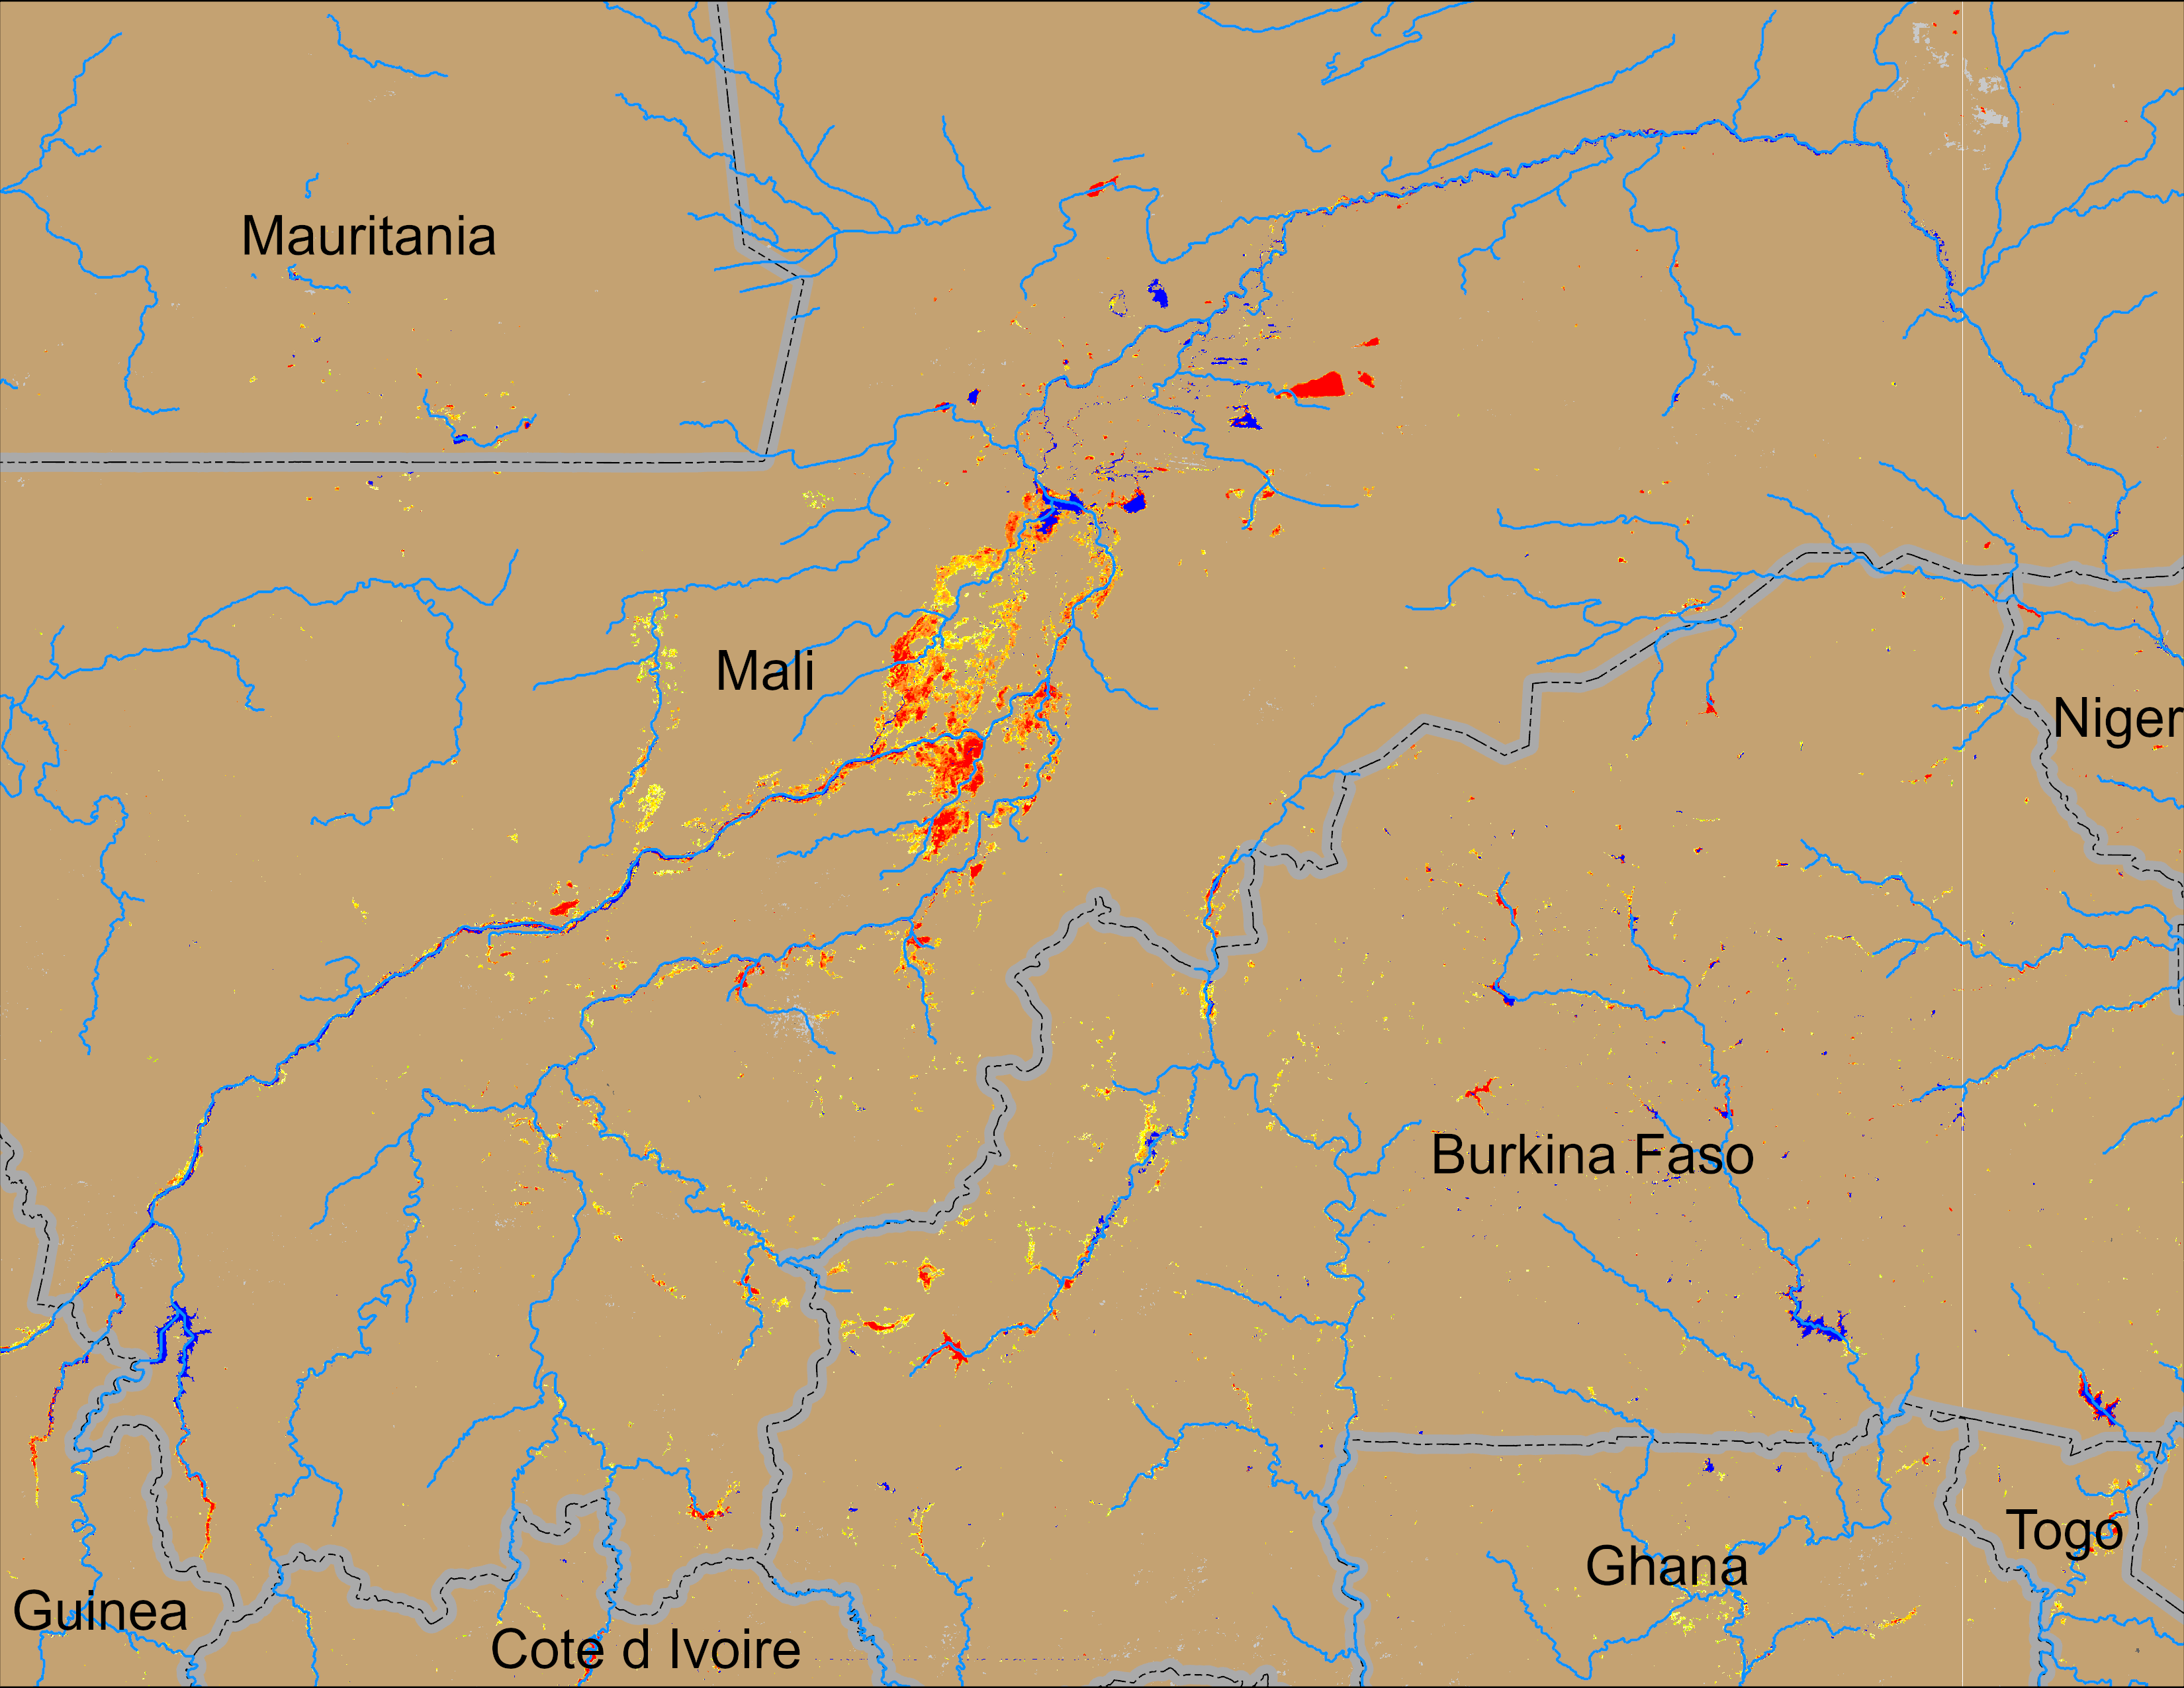 Mauritania
Mali
Niger
Burkina Faso
Togo
Ghana
Guinea
Cote d Ivoire